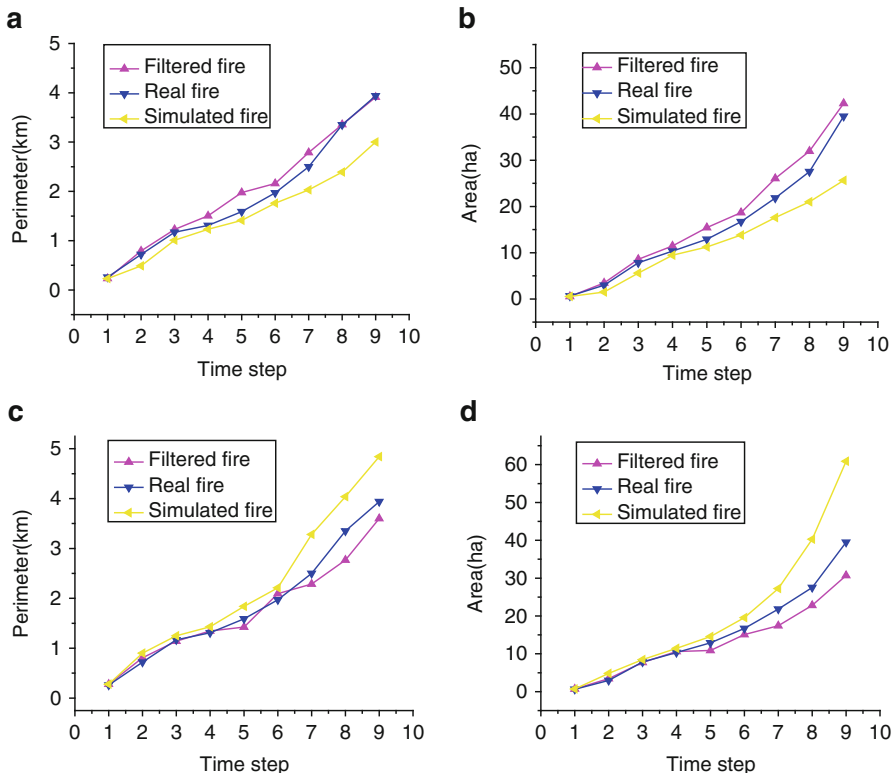 a
Perimeter(km)
5
4
3
2
1
0
Filtered fire
Real fire
Simulated fire
0 1 2 3 4 5 6 7 8 9 10
Time step
b
Area(ha)
50
40
30
20
10
0
Filtered fire
Real fire
Simulated fire
0 1 2 3 4 5 6 7 8 9 10
Time step
c
Perimeter(km)
5
4
3
2
1
0
Filtered fire
Real fire
Simulated fire
0 1 2 3 4 5 6 7 8 9 10
Time step
d
Area(ha)
60
50
40
30
20
10
0
Filtered fire
Real fire
Simulated fire
0 1 2 3 4 5 6 7 8 9 10
Time step